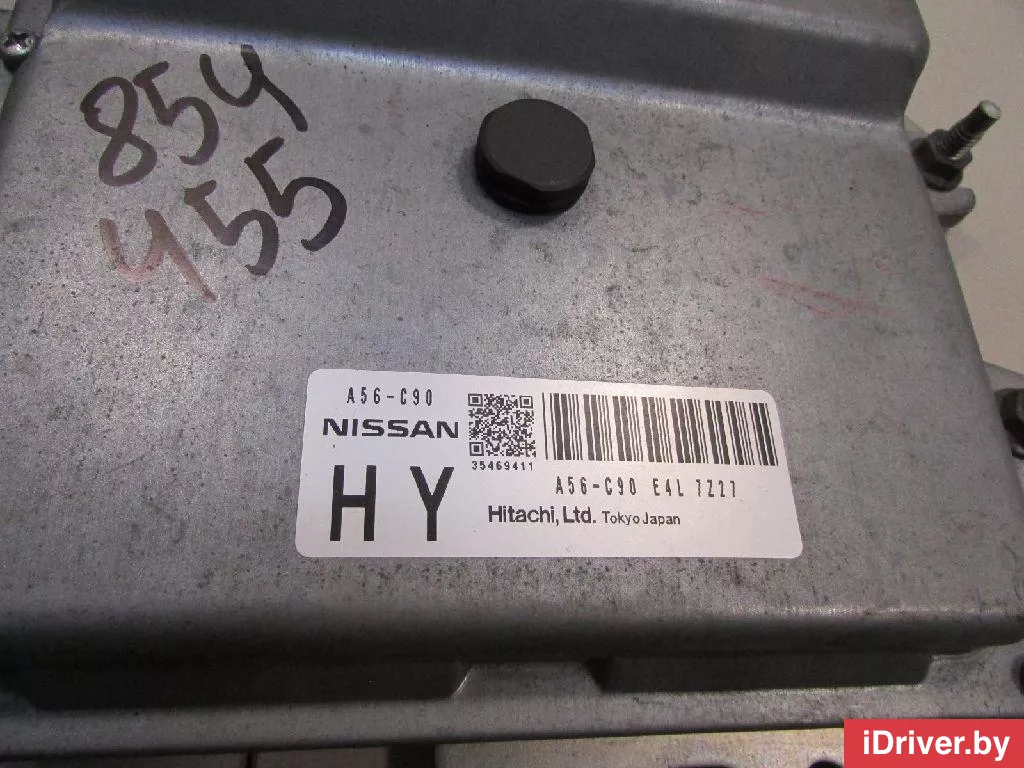 854
455
A56-C90
NISSAN
35469411
HY
A56-C90 E4L 7Z27
Hitachi, Ltd. Tokyo Japan
iDriver.by